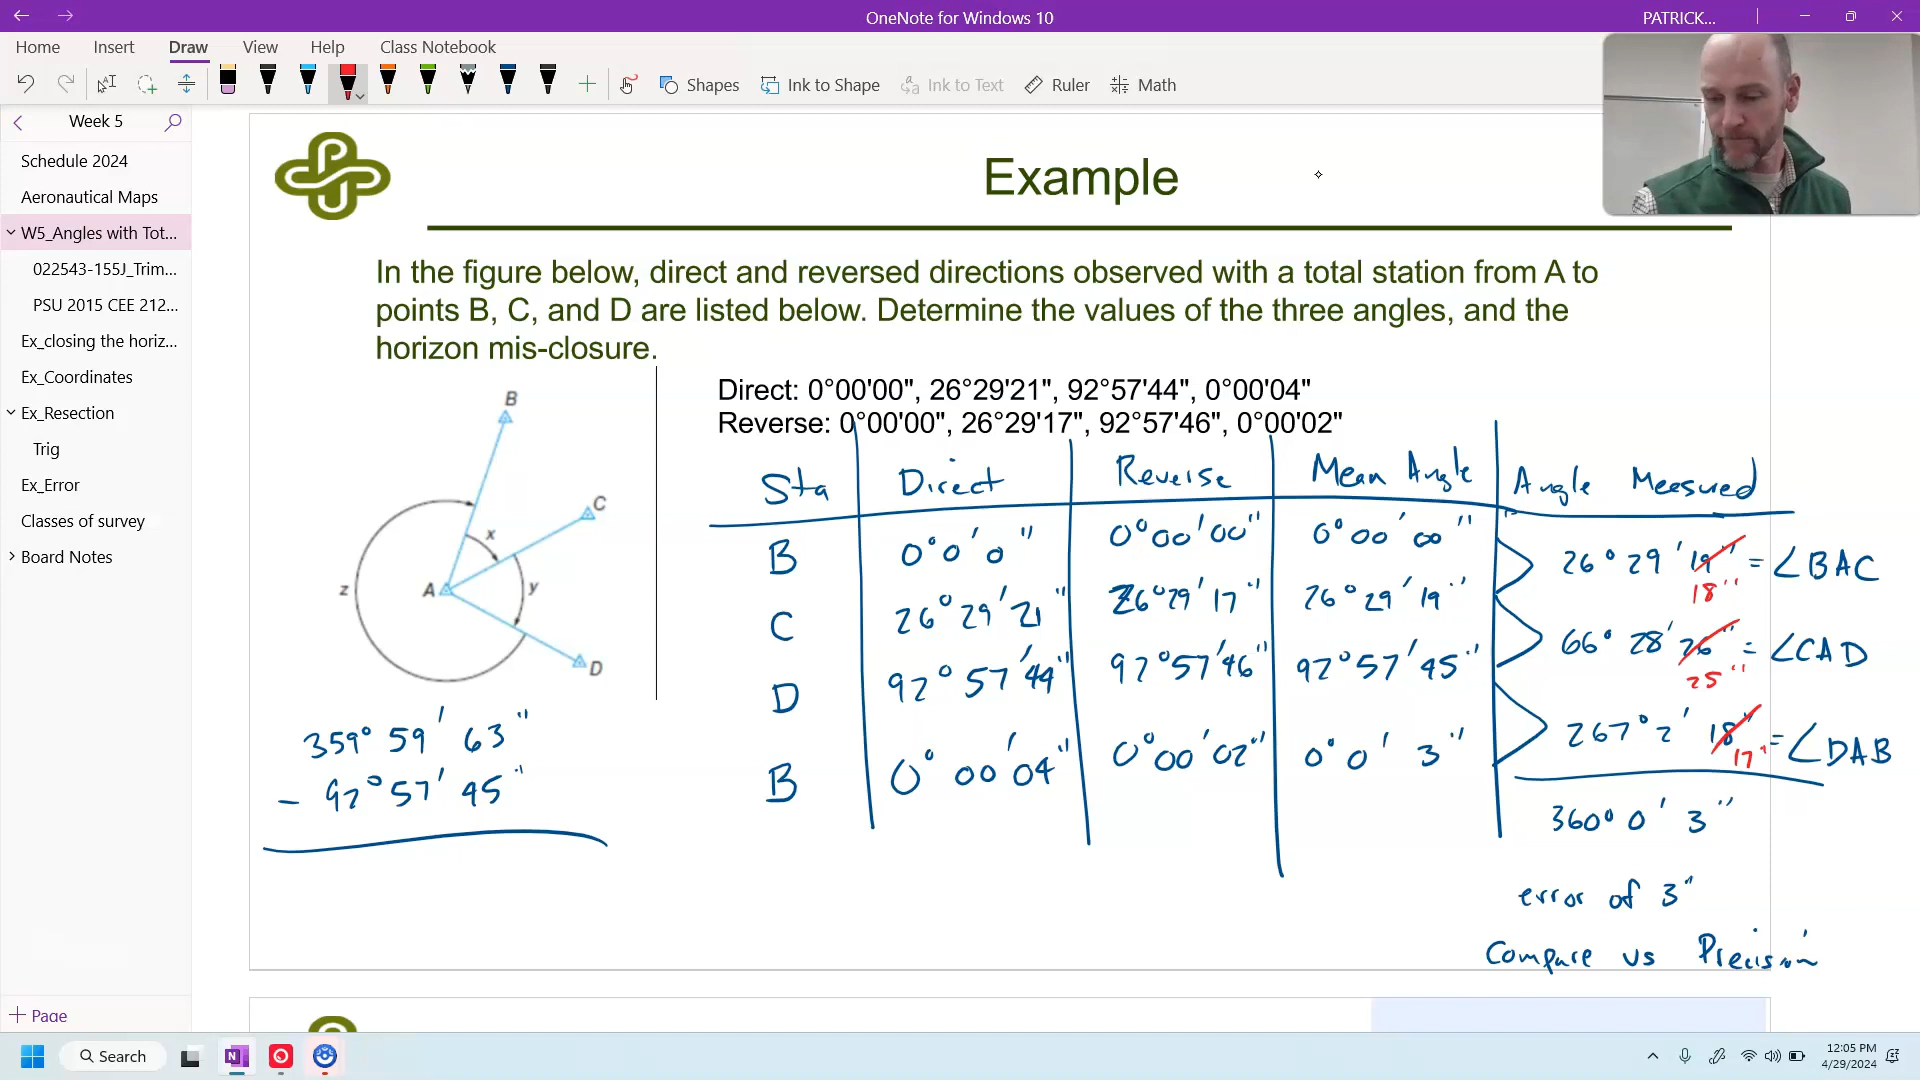 OneNote for Windows 10
PATRICK...
Home Insert Draw View Help Class Notebook
Shapes Ink to Shape Ink to Text Ruler Math
Week 5
Schedule 2024
Aeronautical Maps
W5_Angles with Tot...
022543-155J_Trim...
PSU 2015 CEE 212...
Ex_closing the horiz...
Ex_Coordinates
Ex_Resection
Trig
Ex_Error
Classes of survey
Board Notes
Page
Example
In the figure below, direct and reversed directions observed with a total station from A to
points B, C, and D are listed below. Determine the values of the three angles, and the
horizon mis-closure.
Direct: 0°00'00", 26°29'21", 92°57'44", 0°00'04"
Reverse: 0°00'00", 26°29'17", 92°57'46", 0°00'02"
B
C
x
z
A
y
D
359° 59' 63"
- 92° 57' 45"
Sta Direct Reverse Mean Angle Angle Measured
B 0° 0' 0" 0° 00' 00" 0° 00' 00"
26° 29' 19" = ∠BAC
18"
C 26° 29' 21" 26° 29' 17" 26° 29' 19"
66° 28' 26" = ∠CAD
25"
D 92° 57' 44" 92° 57' 46" 92° 57' 45"
267° 2' 18" = ∠DAB
17"
B 0° 00' 04" 0° 00' 02" 0° 0' 3"
360° 0' 3"
error of 3"
Compare vs Precision
Search
12:05 PM
4/29/2024